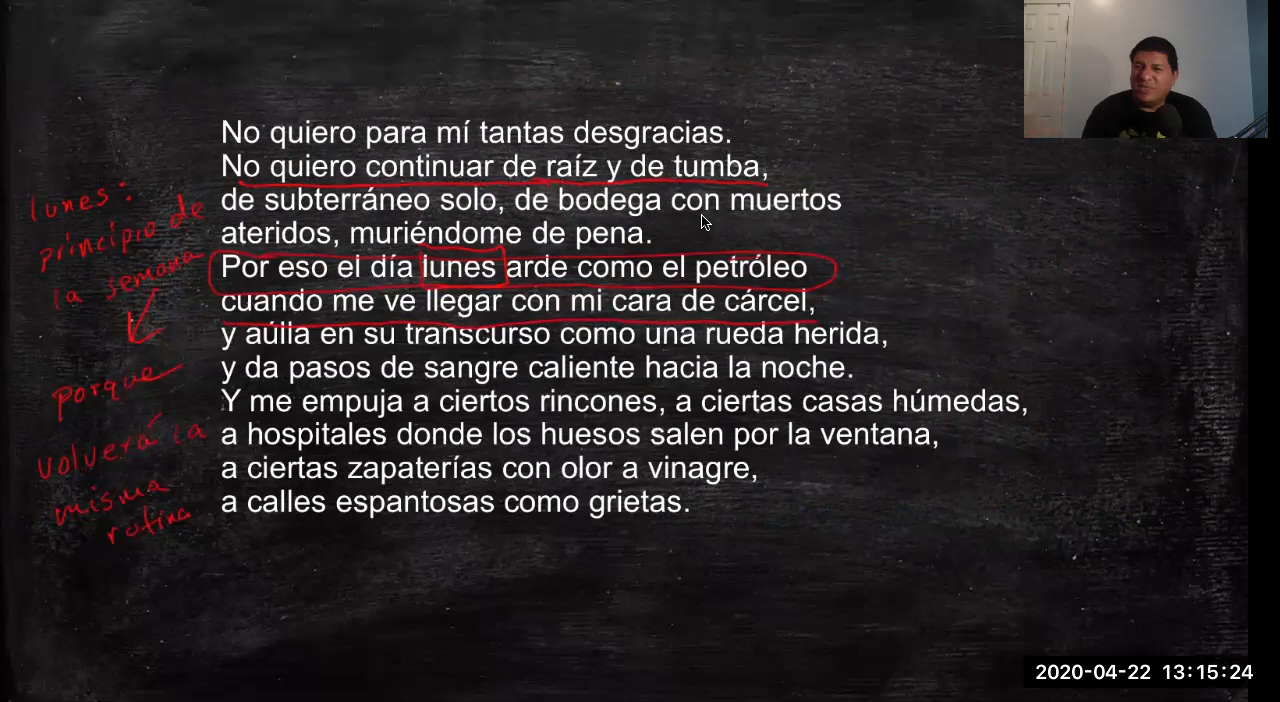 No quiero para mí tantas desgracias.
No quiero continuar de raíz y de tumba,
de subterráneo solo, de bodega con muertos
ateridos, muriéndome de pena.
Por eso el día lunes arde como el petróleo
cuando me ve llegar con mi cara de cárcel,
y aúlla en su transcurso como una rueda herida,
y da pasos de sangre caliente hacia la noche.
Y me empuja a ciertos rincones, a ciertas casas húmedas,
a hospitales donde los huesos salen por la ventana,
a ciertas zapaterías con olor a vinagre,
a calles espantosas como grietas.
lunes:
principio de
la semana
porque
volverá la
misma
rutina
2020-04-22 13:15:24